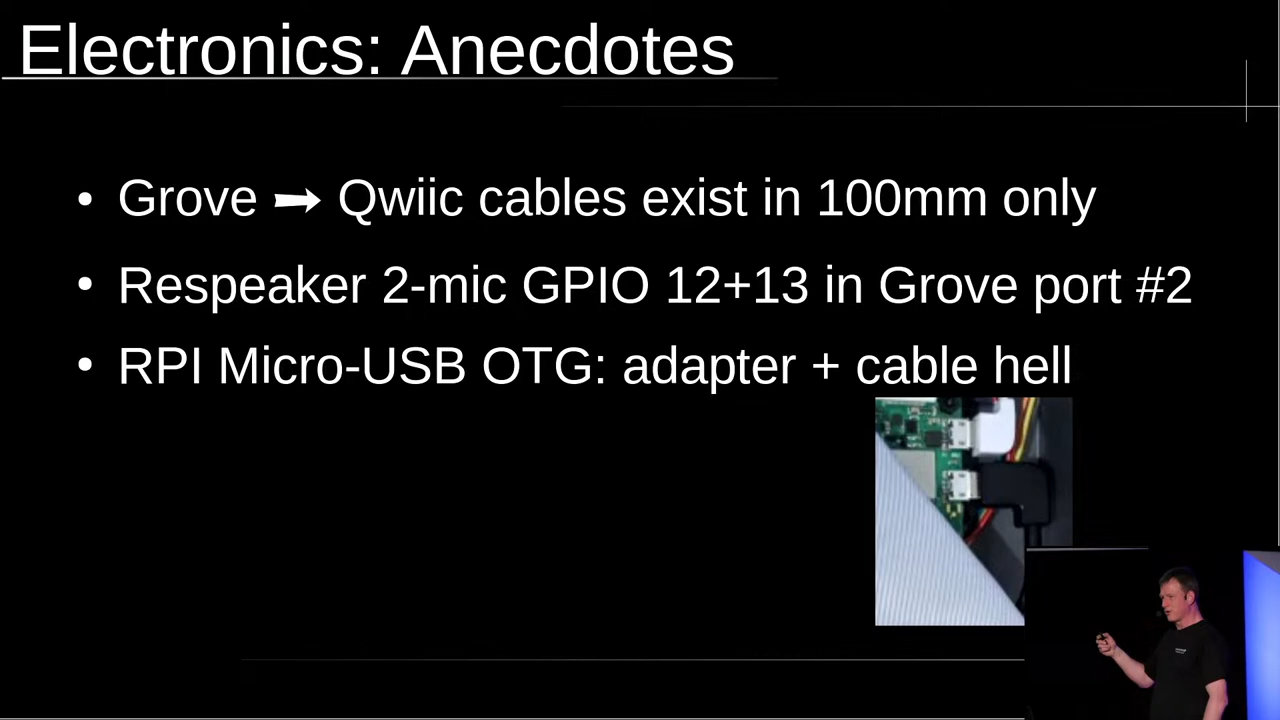 Electronics: Anecdotes
• Grove ➡ Qwiic cables exist in 100mm only
• Respeaker 2-mic GPIO 12+13 in Grove port #2
• RPI Micro-USB OTG: adapter + cable hell